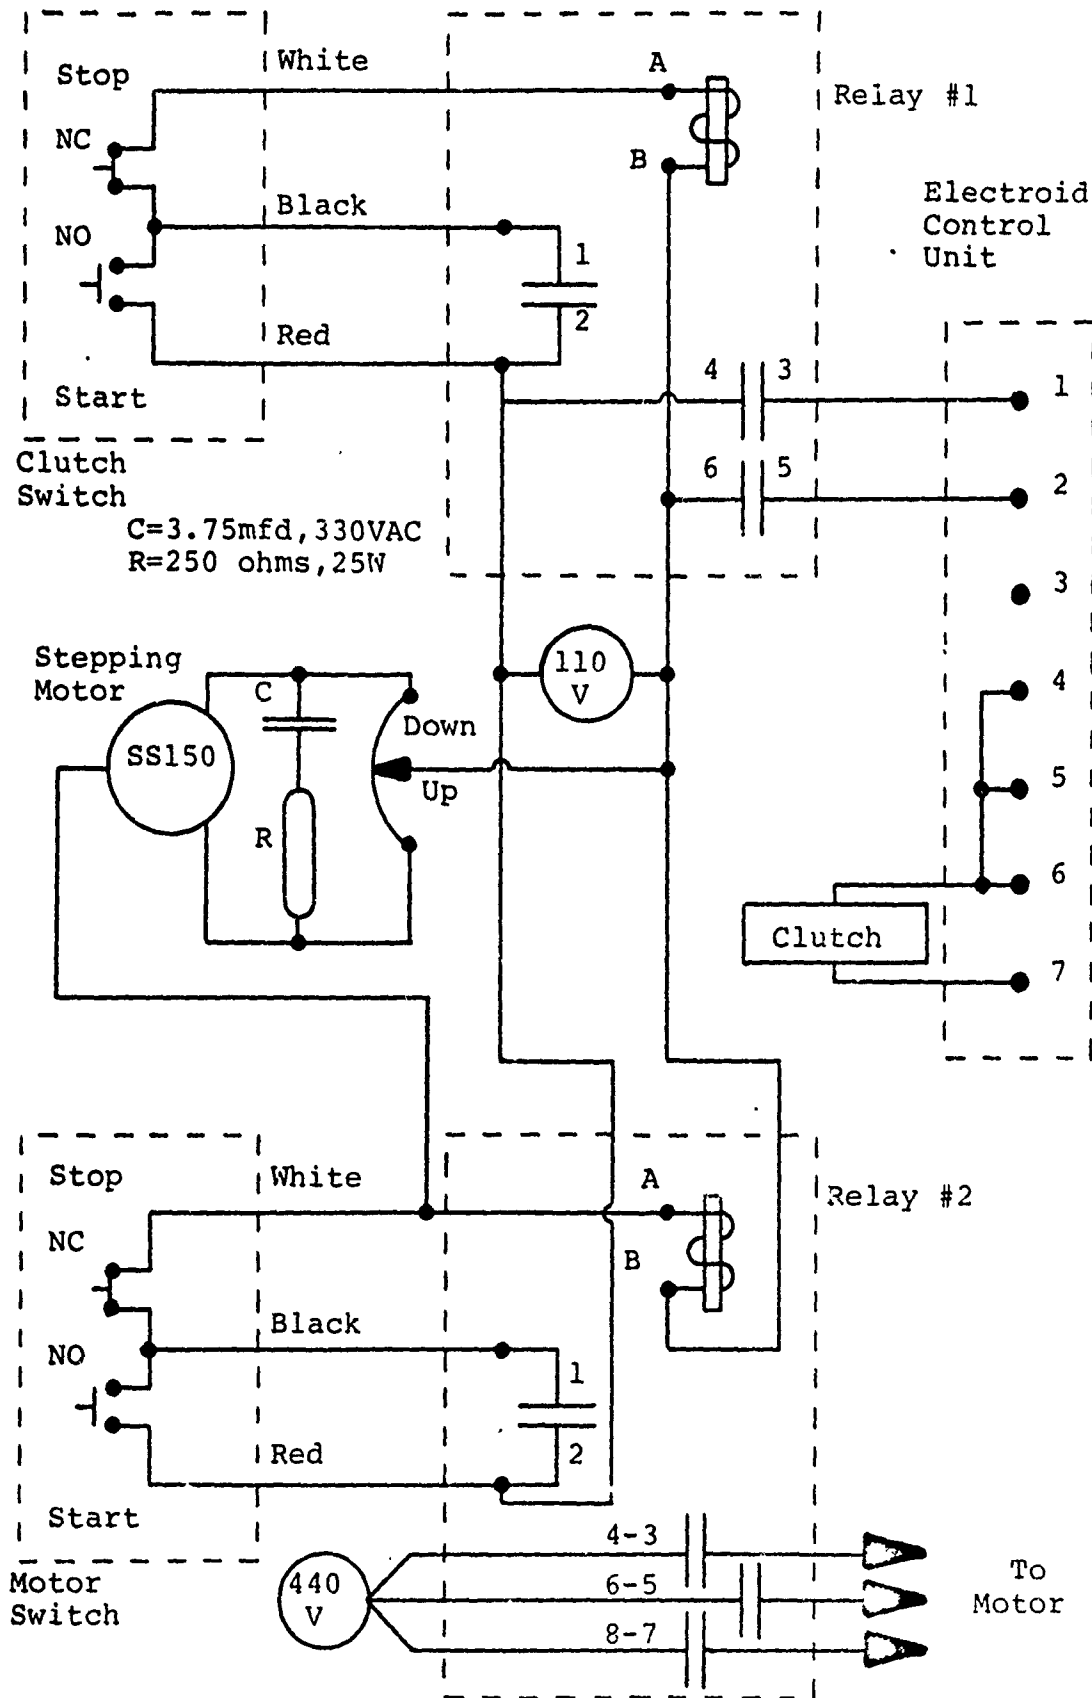 Stop
White
A
Relay #1
NC
B
Electroid
Control
Unit
Black
NO
1
2
Red
Start
4 3
1
Clutch
Switch
6 5
2
C=3.75mfd,330VAC
R=250 ohms,25W
3
Stepping
Motor
110
V
4
C
Down
SS150
Up
5
R
6
Clutch
7
Stop
White
A
Relay #2
NC
B
Black
NO
1
2
Red
Start
4-3
Motor
Switch
440
V
6-5
To
Motor
8-7